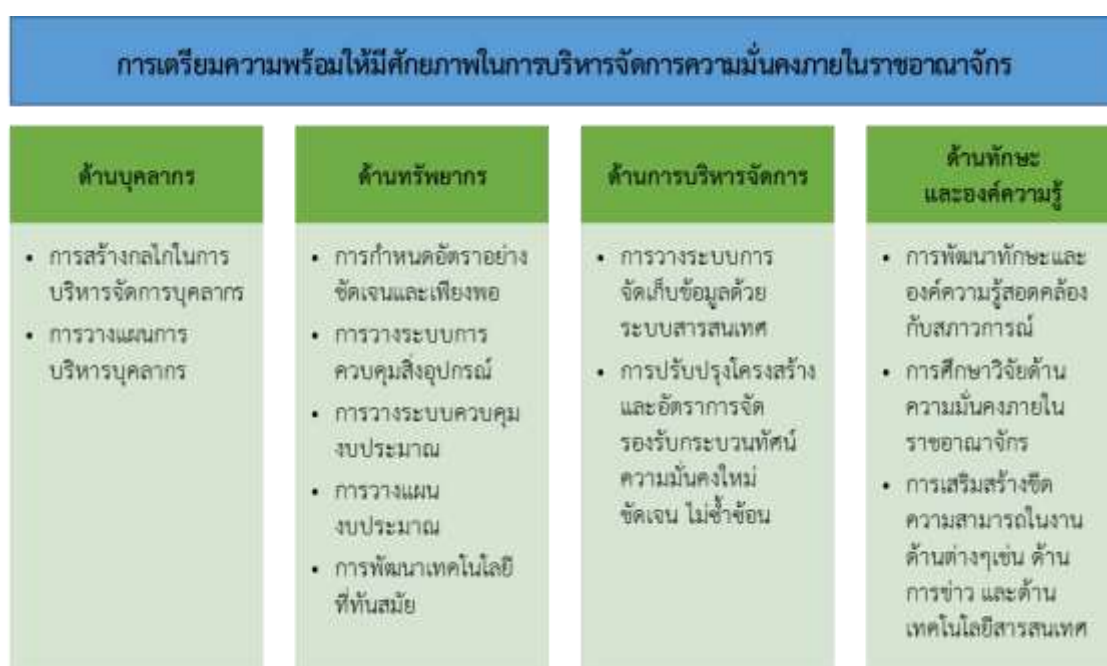 การเตรียมความพร้อมให้มีศักยภาพในการบริหารจัดการความมั่นคงภายในราชอาณาจักร
ด้านบุคลากร
• การสร้างกลไกในการ
บริหารจัดการบุคลากร
• การวางแผนการ
บริหารบุคลากร
ด้านทรัพยากร
• การกำหนดอัตราอย่าง
ชัดเจนและเพียงพอ
• การวางระบบการ
ควบคุมสิ่งอุปกรณ์
• การวางระบบควบคุม
งบประมาณ
• การวางแผน
งบประมาณ
• การพัฒนาเทคโนโลยี
ที่ทันสมัย
ด้านการบริหารจัดการ
• การวางระบบการ
จัดเก็บข้อมูลด้วย
ระบบสารสนเทศ
• การปรับปรุงโครงสร้าง
และอัตราการจัด
รองรับกระบวนทัศน์
ความมั่นคงใหม่
ชัดเจน ไม่ซ้ำซ้อน
ด้านทักษะ
และองค์ความรู้
• การพัฒนาทักษะและ
องค์ความรู้สอดคล้อง
กับสภาวการณ์
• การศึกษาวิจัยด้าน
ความมั่นคงภายใน
ราชอาณาจักร
• การเสริมสร้างขีด
ความสามารถในงาน
ด้านต่างๆเช่น ด้าน
การข่าว และด้าน
เทคโนโลยีสารสนเทศ